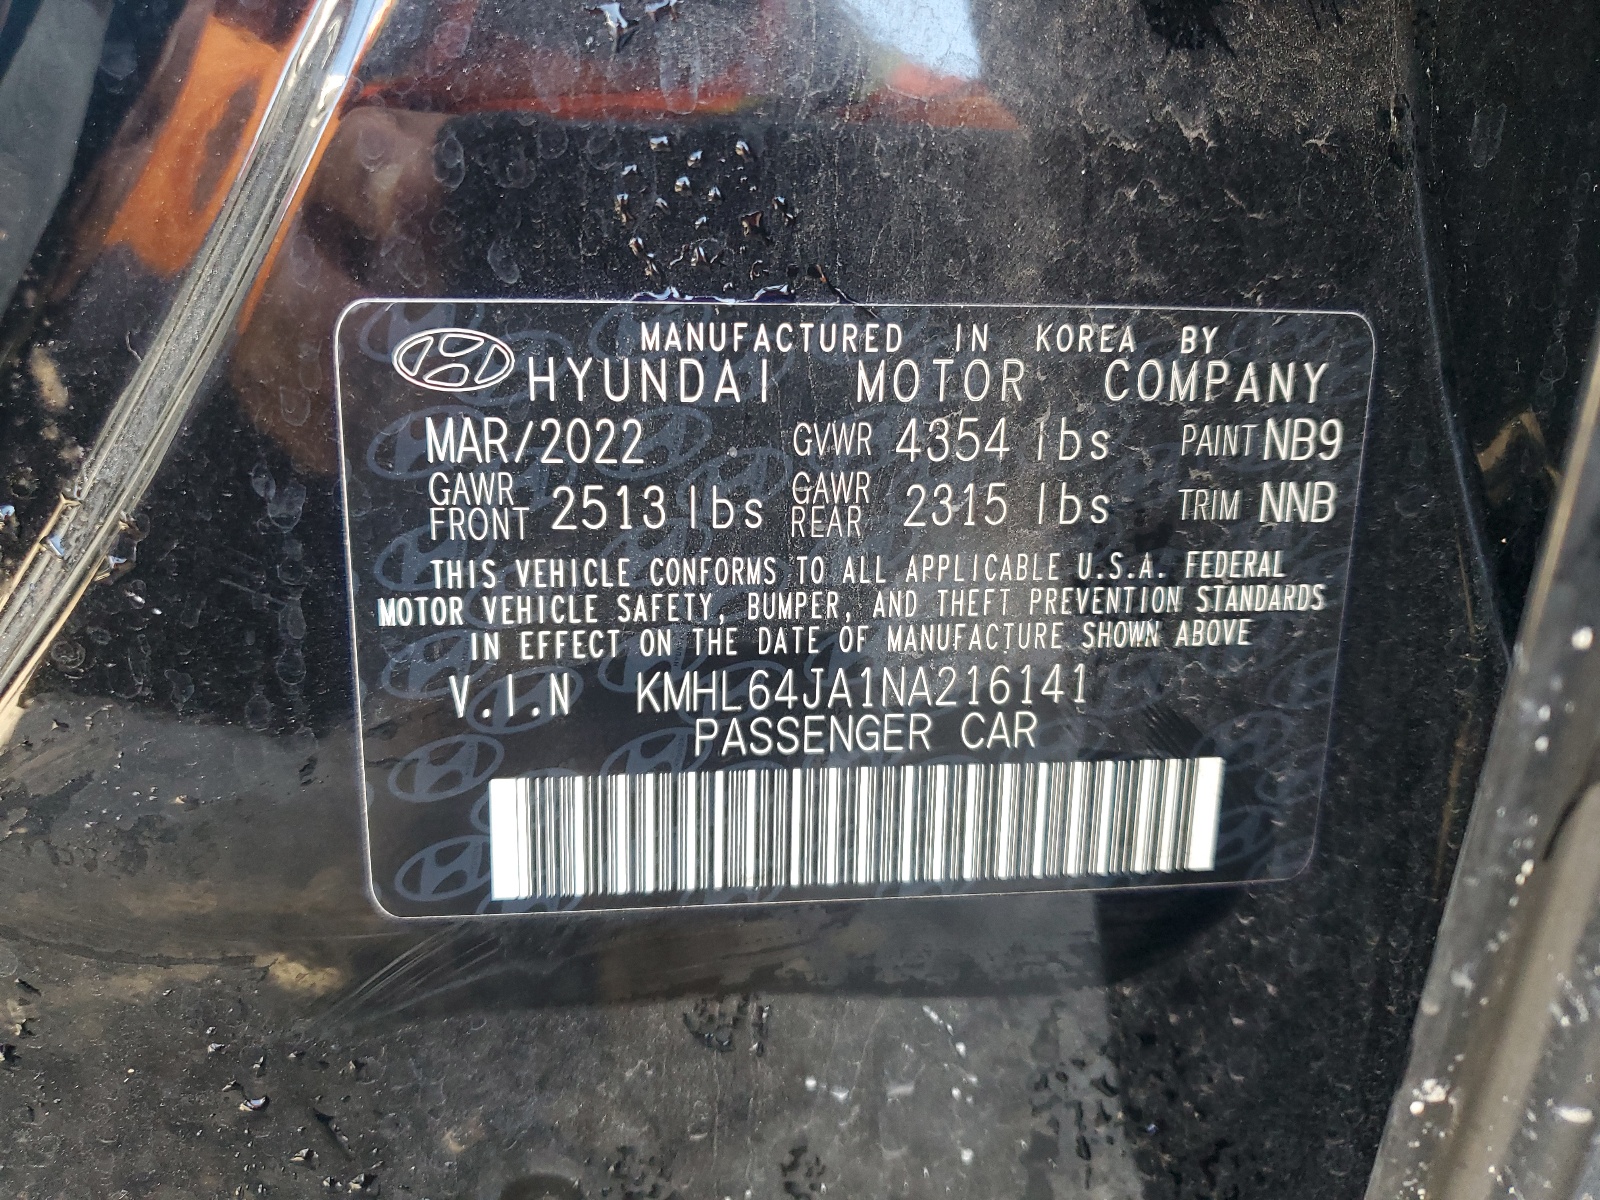 MANUFACTURED IN KOREA BY
HYUNDAI MOTOR COMPANY
MAR/2022 GVWR 4354 lbs PAINT NB9
GAWR FRONT 2513 lbs GAWR REAR 2315 lbs TRIM NNB
THIS VEHICLE CONFORMS TO ALL APPLICABLE U.S.A. FEDERAL
MOTOR VEHICLE SAFETY, BUMPER, AND THEFT PREVENTION STANDARDS
IN EFFECT ON THE DATE OF MANUFACTURE SHOWN ABOVE
V.I.N KMHL64JA1NA216141
PASSENGER CAR